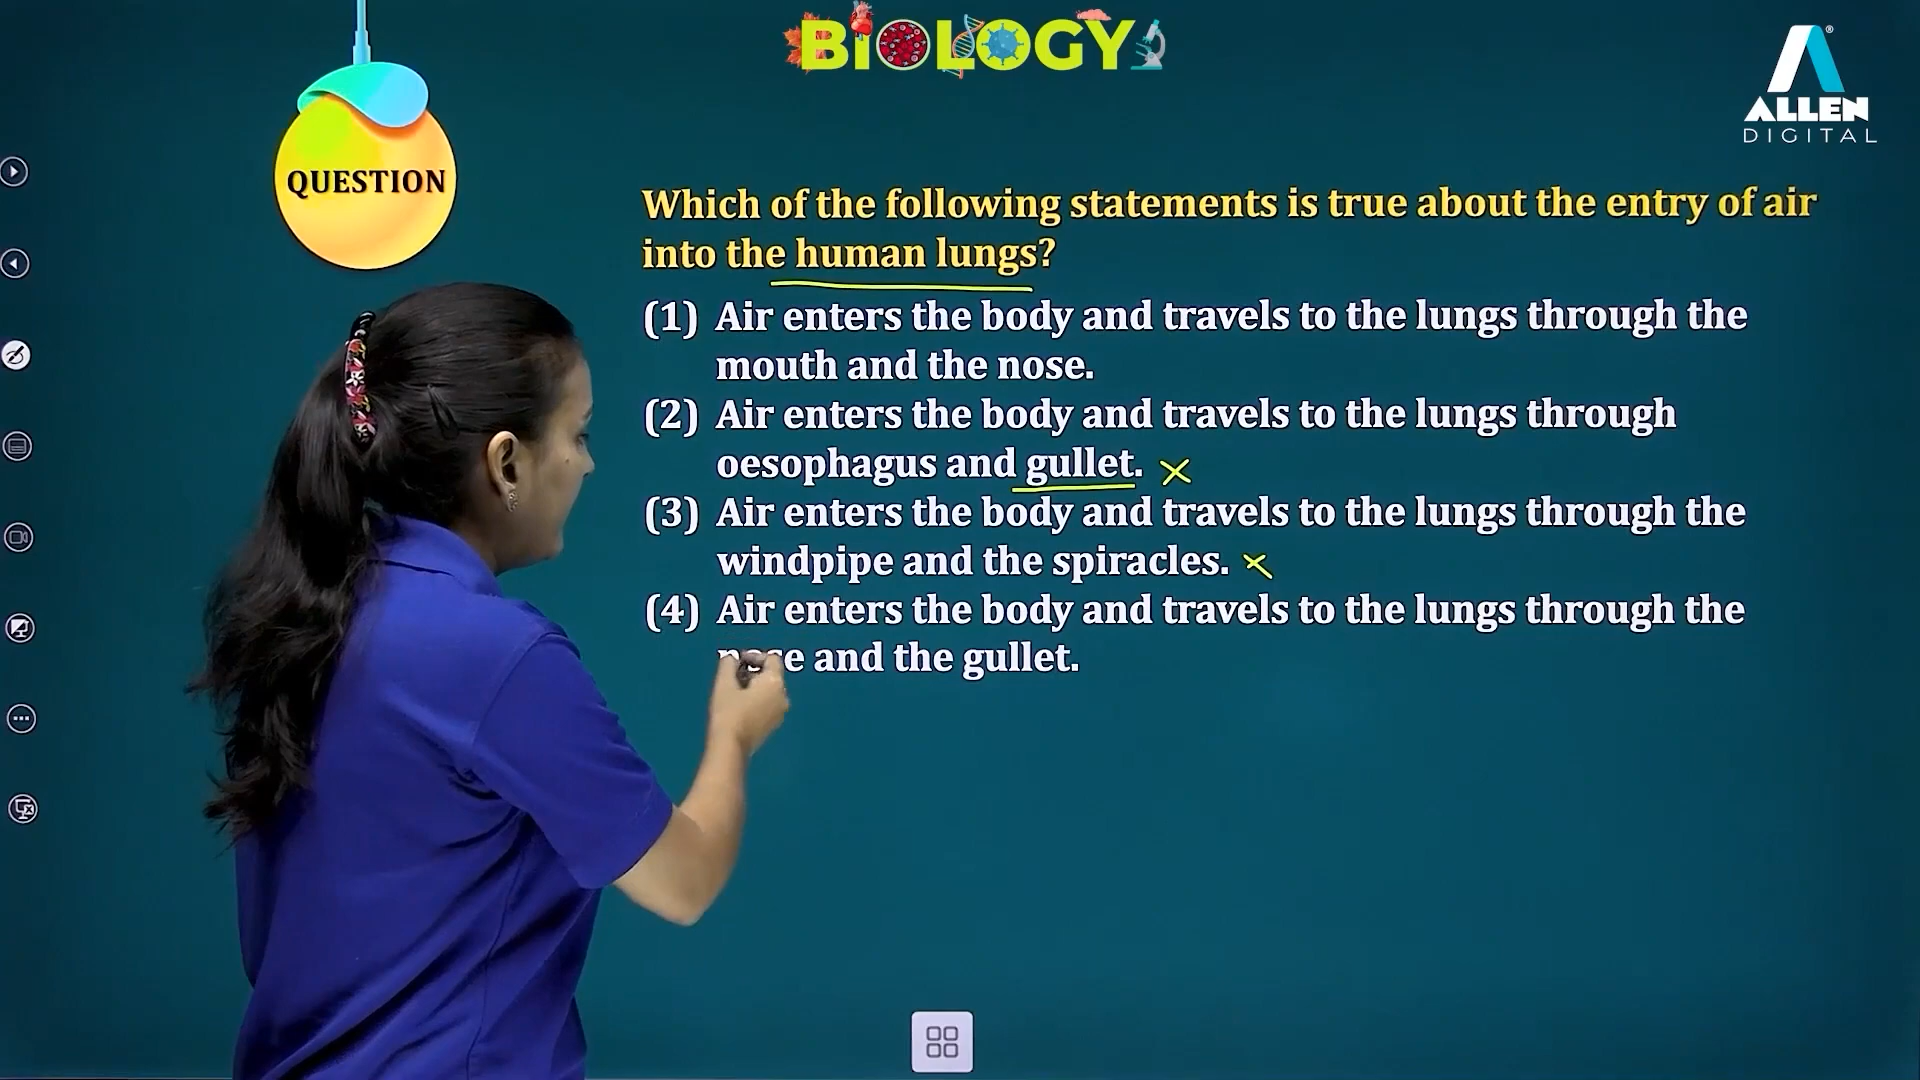 BIOLOGY
ALLEN
DIGITAL
QUESTION
Which of the following statements is true about the entry of air
into the human lungs?
(1) Air enters the body and travels to the lungs through the
mouth and the nose.
(2) Air enters the body and travels to the lungs through
oesophagus and gullet. ×
(3) Air enters the body and travels to the lungs through the
windpipe and the spiracles. ×
(4) Air enters the body and travels to the lungs through the
nose and the gullet.